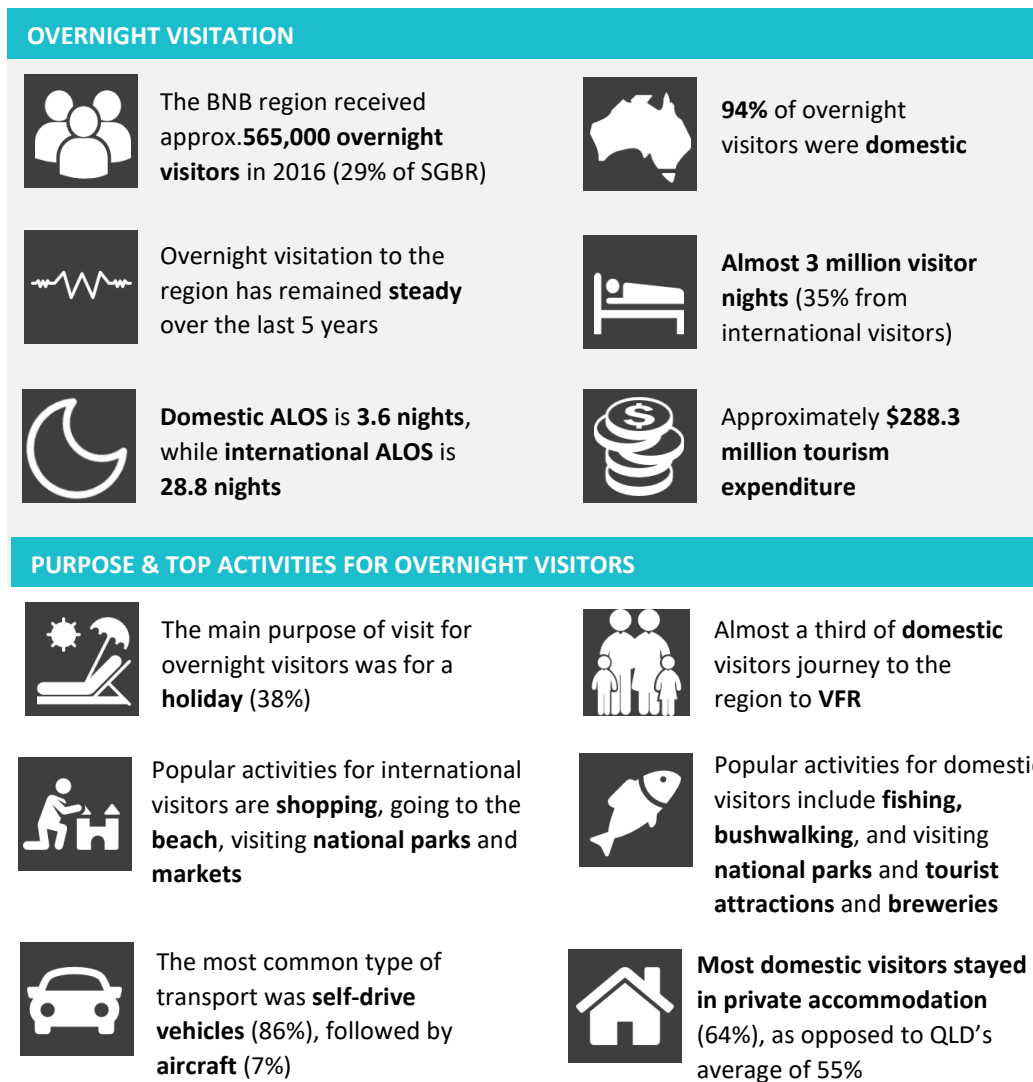 OVERNIGHT VISITATION
The BNB region received
approx.565,000 overnight
visitors in 2016 (29% of SGBR)
94% of overnight
visitors were domestic
Overnight visitation to the
region has remained steady
over the last 5 years
Almost 3 million visitor
nights (35% from
international visitors)
Domestic ALOS is 3.6 nights,
while international ALOS is
28.8 nights
$
Approximately $288.3
million tourism
expenditure
PURPOSE & TOP ACTIVITIES FOR OVERNIGHT VISITORS
The main purpose of visit for
overnight visitors was for a
holiday (38%)
Almost a third of domestic
visitors journey to the
region to VFR
Popular activities for international
visitors are shopping, going to the
beach, visiting national parks and
markets
Popular activities for domestic
visitors include fishing,
bushwalking, and visiting
national parks and tourist
attractions and breweries
The most common type of
transport was self-drive
vehicles (86%), followed by
aircraft (7%)
Most domestic visitors stayed
in private accommodation
(64%), as opposed to QLD’s
average of 55%